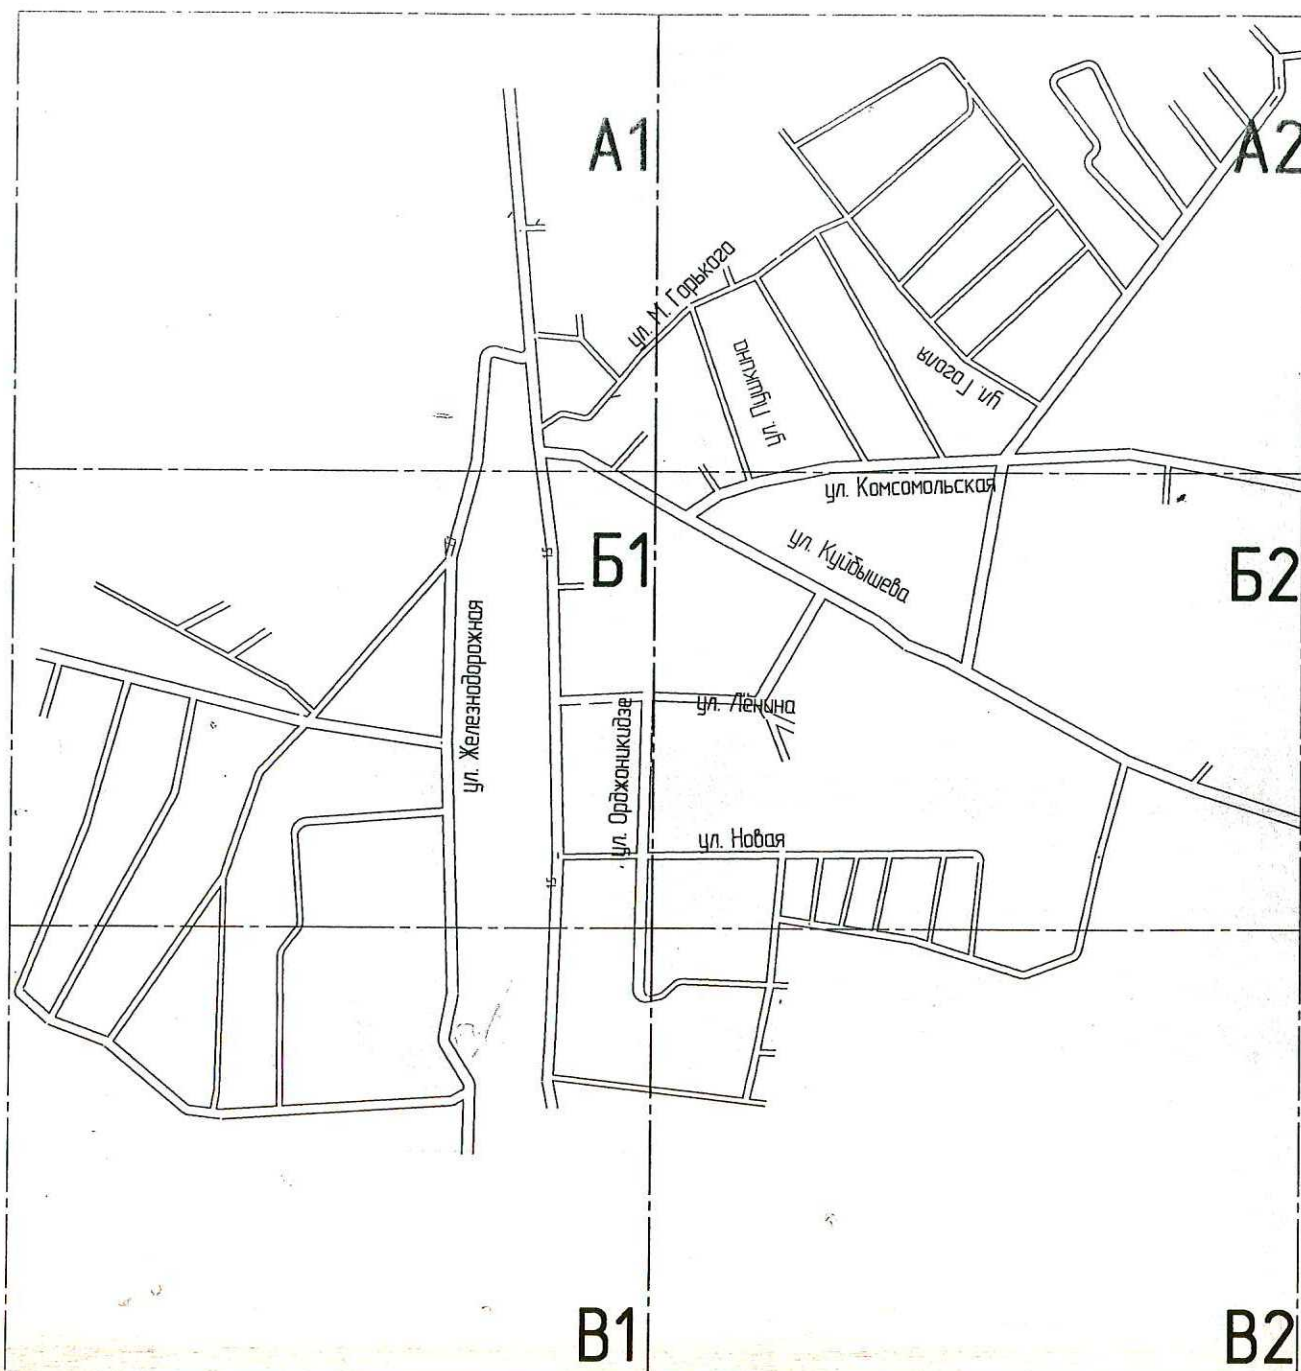 А1
А2
ул. М. Горького
ул. Пушкина
ул. Гоголя
ул. Комсомольская
Б1
ул. Куйбышева
Б2
ул. Железнодорожная
ул. Ленина
ул. Орджоникидзе
ул. Новая
В1
В2